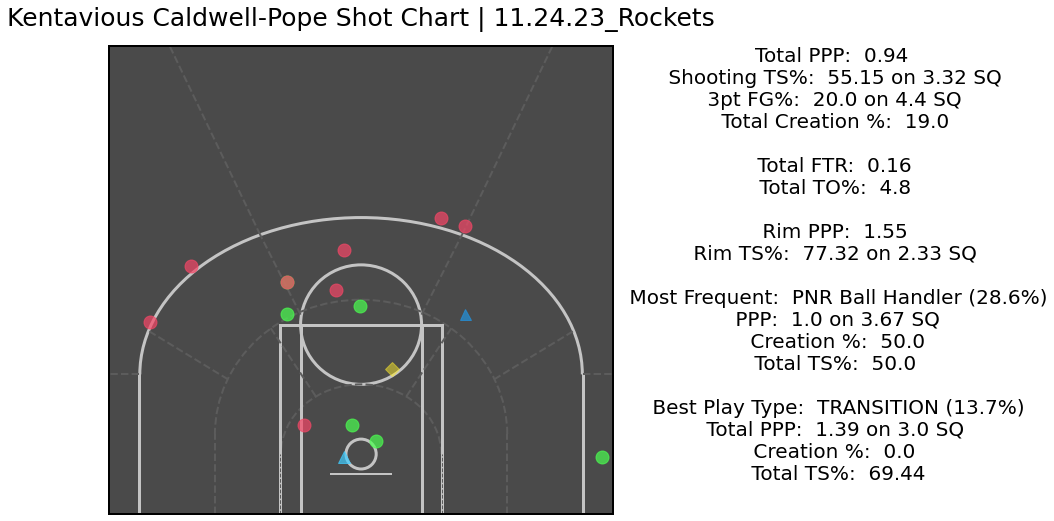 Kentavious Caldwell-Pope Shot Chart | 11.24.23_Rockets
Total PPP: 0.94
Shooting TS%: 55.15 on 3.32 SQ
3pt FG%: 20.0 on 4.4 SQ
Total Creation %: 19.0
Total FTR: 0.16
Total TO%: 4.8
Rim PPP: 1.55
Rim TS%: 77.32 on 2.33 SQ
Most Frequent: PNR Ball Handler (28.6%)
PPP: 1.0 on 3.67 SQ
Creation %: 50.0
Total TS%: 50.0
Best Play Type: TRANSITION (13.7%)
Total PPP: 1.39 on 3.0 SQ
Creation %: 0.0
Total TS%: 69.44